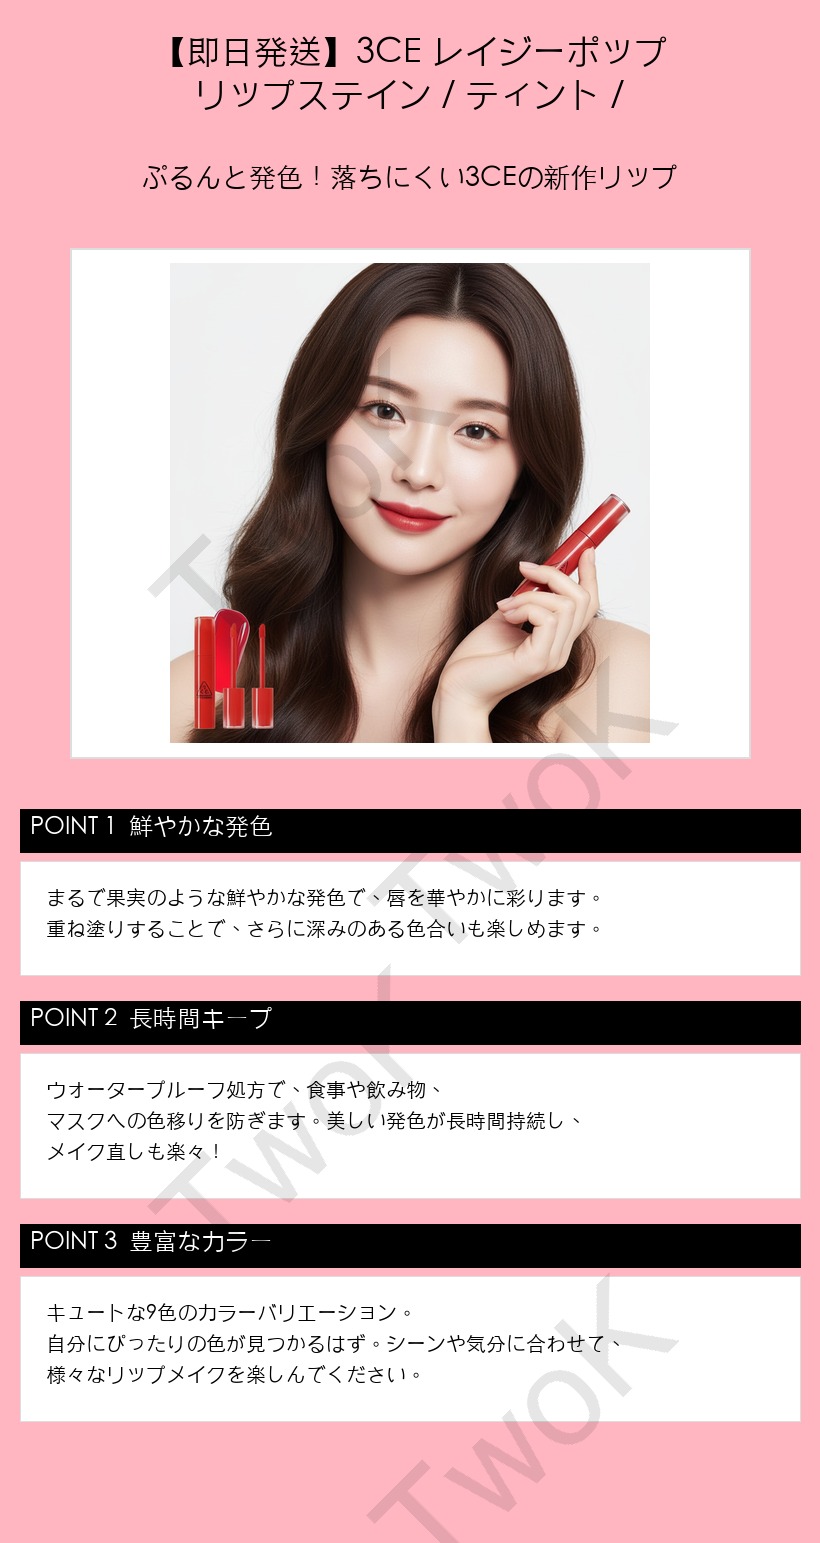 【即日発送】3CE レイジーポップ
リップステイン / ティント /
ぷるんと発色！落ちにくい3CEの新作リップ
POINT 1 鮮やかな発色
まるで果実のような鮮やかな発色で、唇を華やかに彩ります。
重ね塗りすることで、さらに深みのある色合いも楽しめます。
POINT 2 長時間キープ
ウォータープルーフ処方で、食事や飲み物、
マスクへの色移りを防ぎます。美しい発色が長時間持続し、
メイク直しも楽々！
POINT 3 豊富なカラー
キュートな9色のカラーバリエーション。
自分にぴったりの色が見つかるはず。シーンや気分に合わせて、
様々なリップメイクを楽しんでください。
TwoK
TwoK
TwoK
TwoK